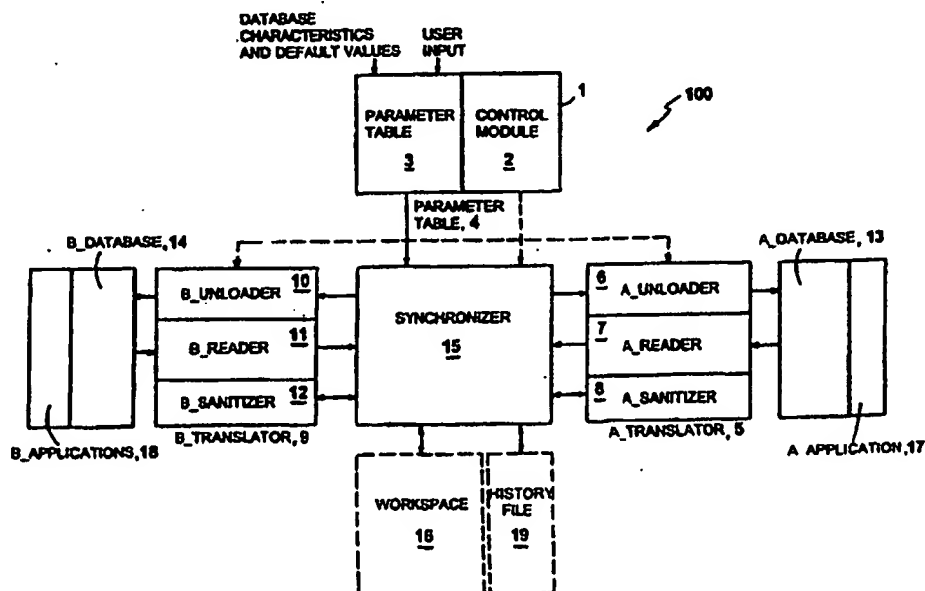 DATABASE
CHARACTERISTICS
AND DEFAULT VALUES
USER
INPUT
1
100
PARAMETER
TABLE
3
CONTROL
MODULE
2
PARAMETER
TABLE, 4
B_DATABASE, 14
A_DATABASE, 13
B_UNLOADER 10
B_READER 11
B_SANITIZER 12
B_TRANSLATOR, 9
SYNCHRONIZER
15
6 A_UNLOADER
7 A_READER
8 A_SANITIZER
A_TRANSLATOR, 5
B_APPLICATIONS, 18
A APPLICATION, 17
WORKSPACE
16
HISTORY
FILE
19